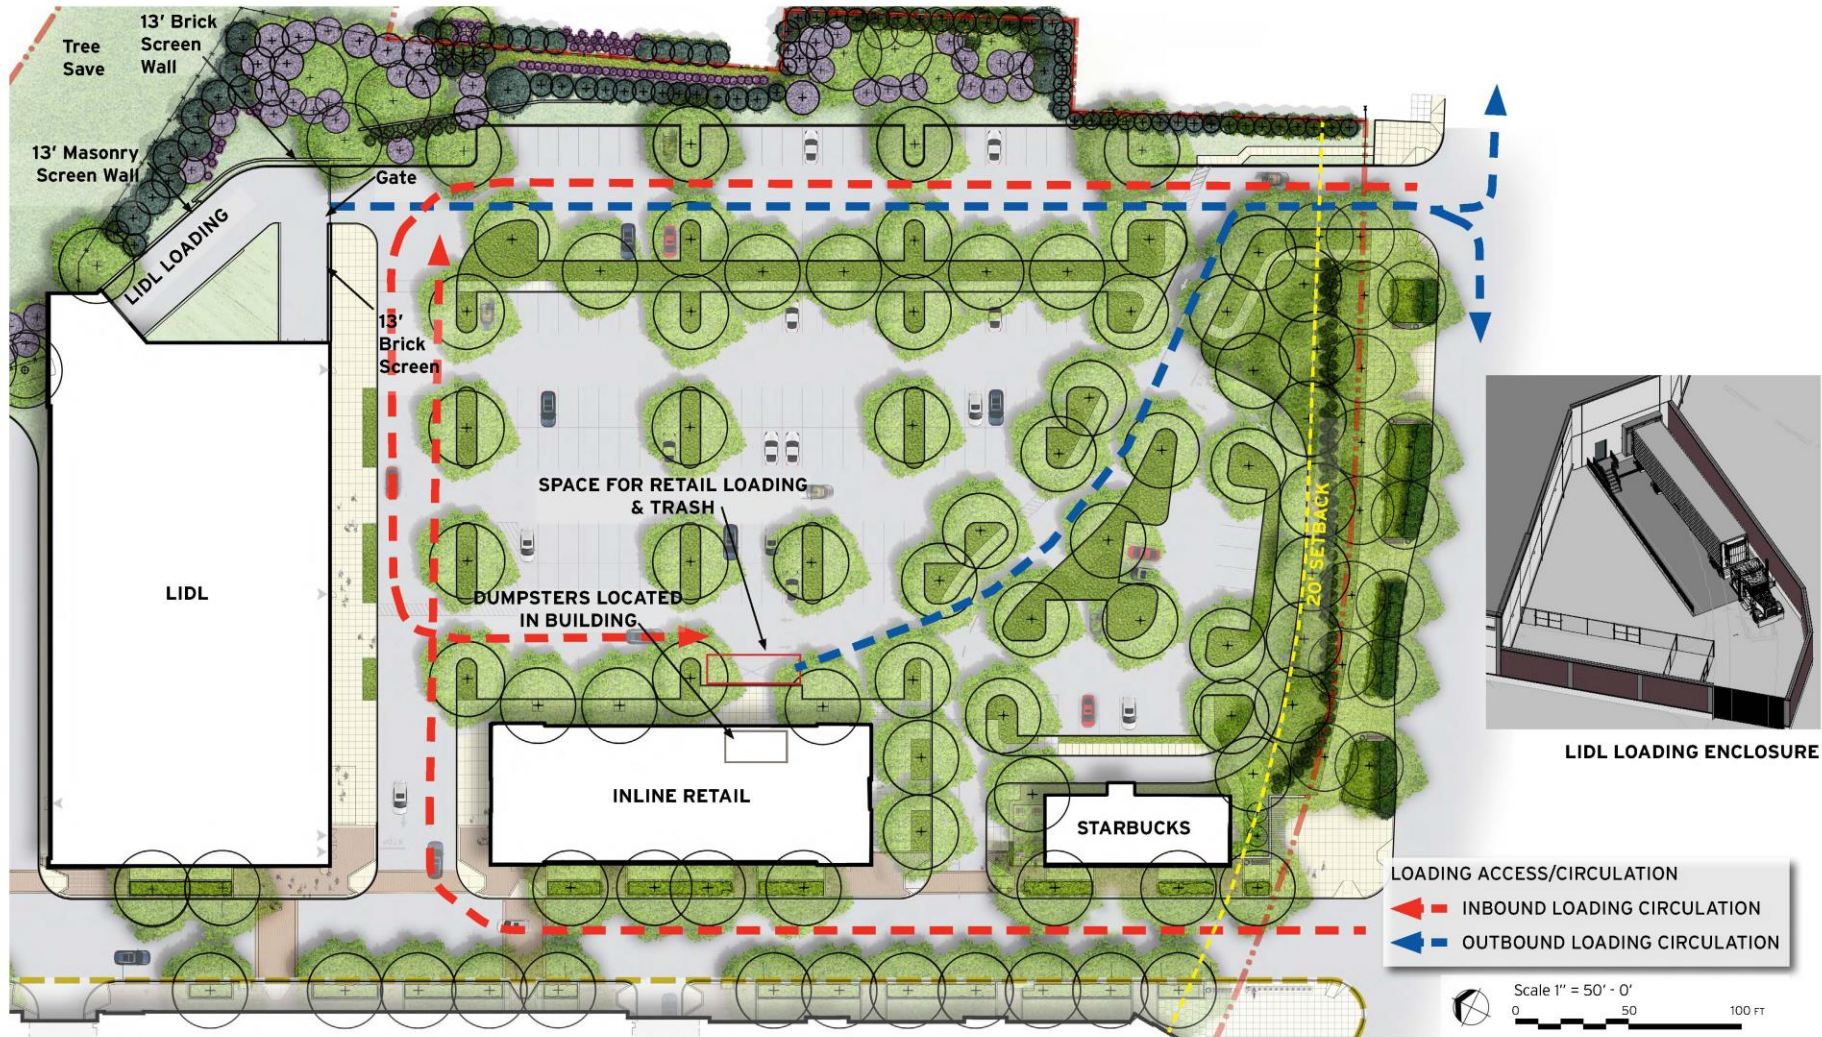 13' Brick
Screen
Wall
Tree
Save
13' Masonry
Screen Wall
Gate
LIDL LOADING
13'
Brick
Screen
SPACE FOR RETAIL LOADING
& TRASH
20' SETBACK
LIDL
DUMPSTERS LOCATED
IN BUILDING
LIDL LOADING ENCLOSURE
INLINE RETAIL
STARBUCKS
LOADING ACCESS/CIRCULATION
INBOUND LOADING CIRCULATION
OUTBOUND LOADING CIRCULATION
Scale 1" = 50' - 0'
0 50 100 FT